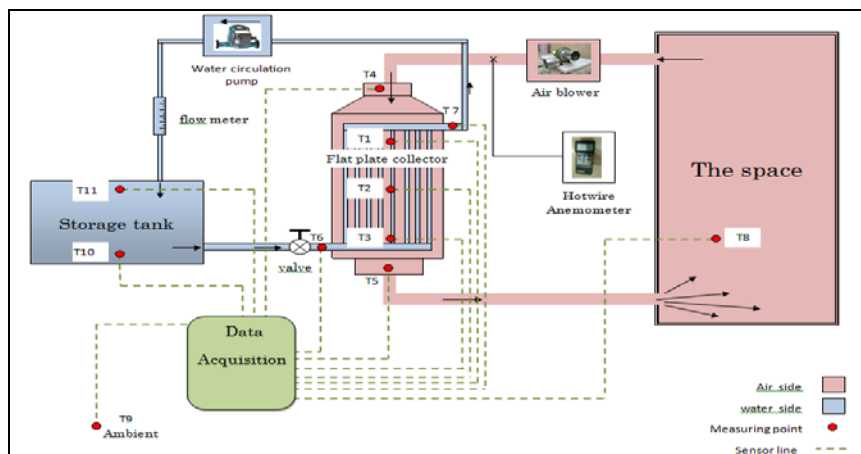 Water circulation
pump
T4
Air blower
flow meter
T 7
T1
Flat plate collector
T2
T3
Hotwire
Anemometer
The space
T8
T11
Storage tank
T10
T6
valve
T5
Data
Acquisition
T9
Ambient
Air side
water side
Measuring point
Sensor line